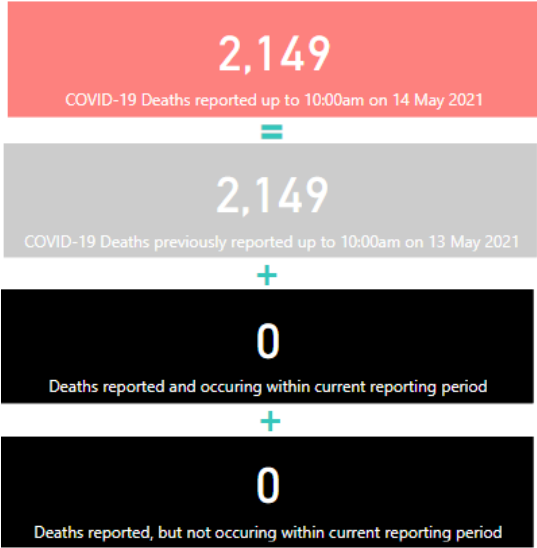 2,149
COVID-19 Deaths reported up to 10:00am on 14 May 2021
=
2,149
COVID-19 Deaths previously reported up to 10:00am on 13 May 2021
+
0
Deaths reported and occuring within current reporting period
+
0
Deaths reported, but not occuring within current reporting period